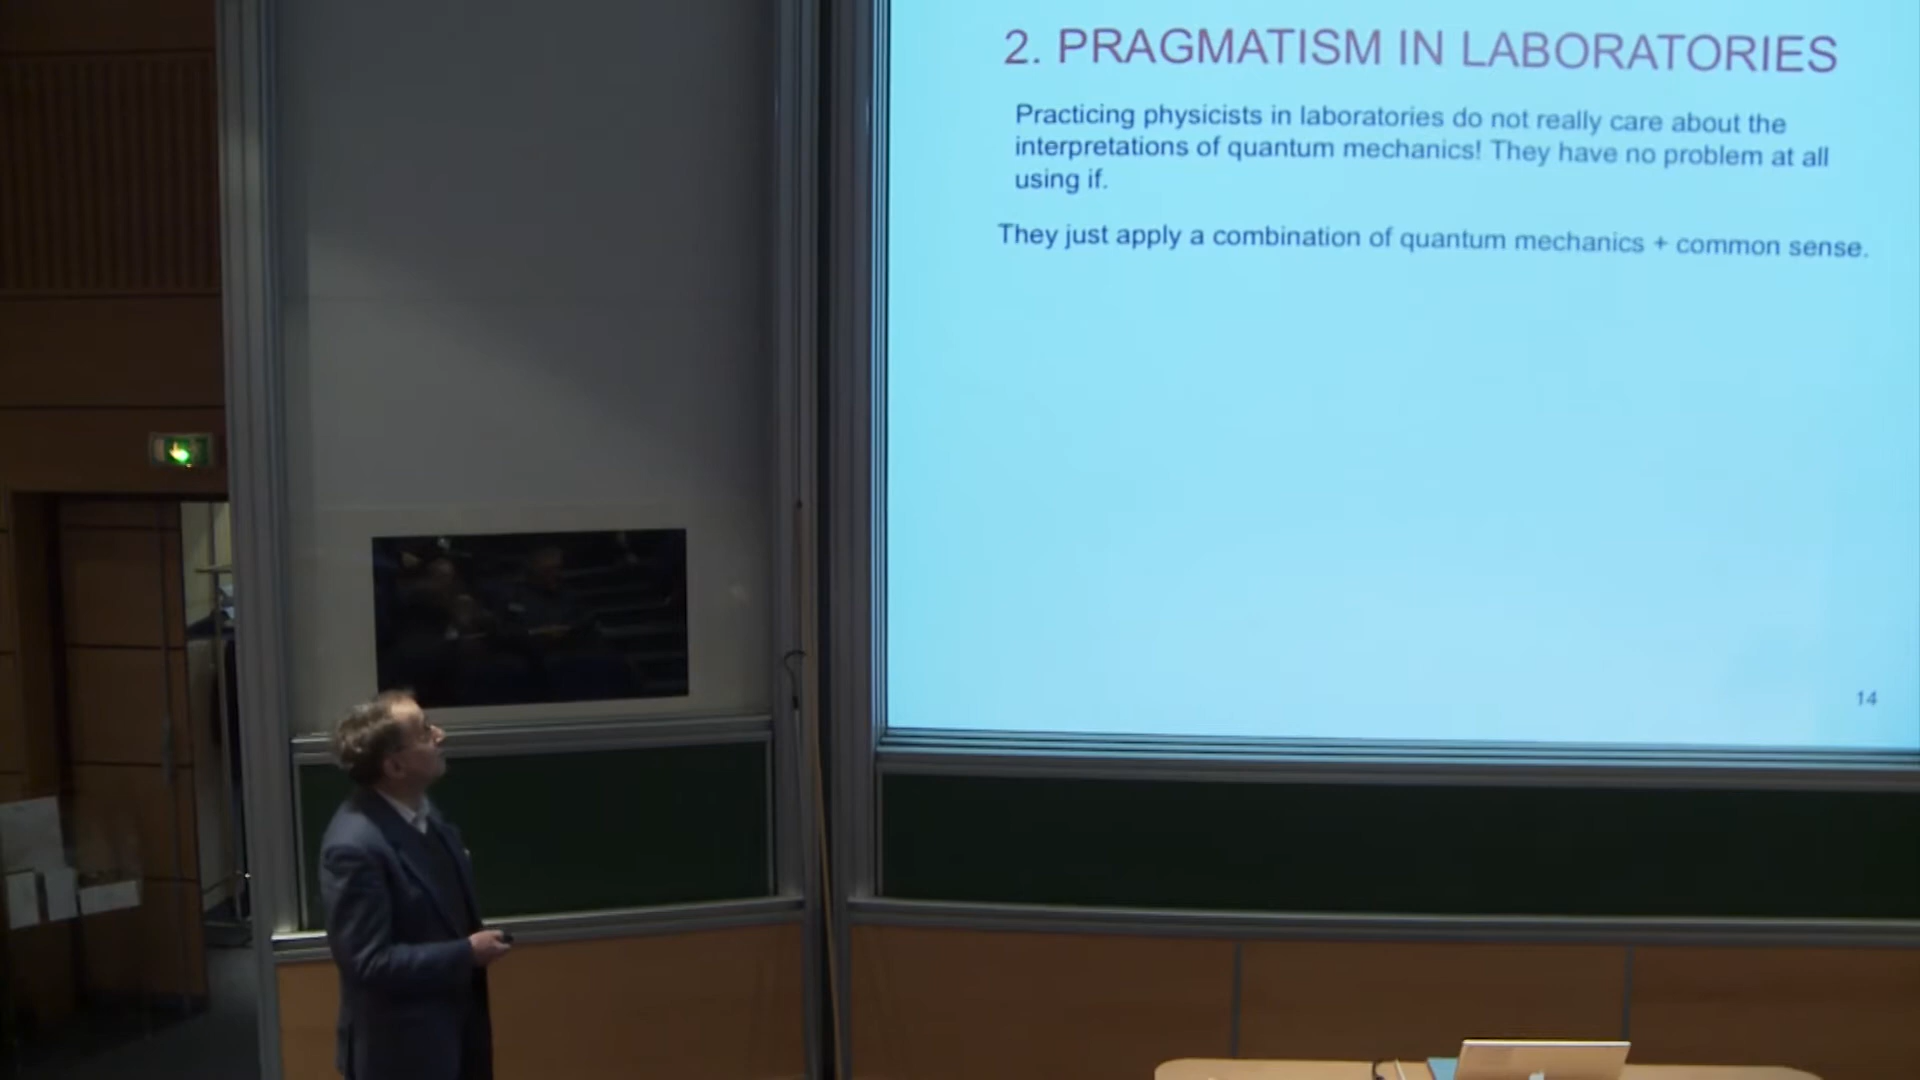 2. PRAGMATISM IN LABORATORIES
Practicing physicists in laboratories do not really care about the
interpretations of quantum mechanics! They have no problem at all
using if.
They just apply a combination of quantum mechanics + common sense.
14